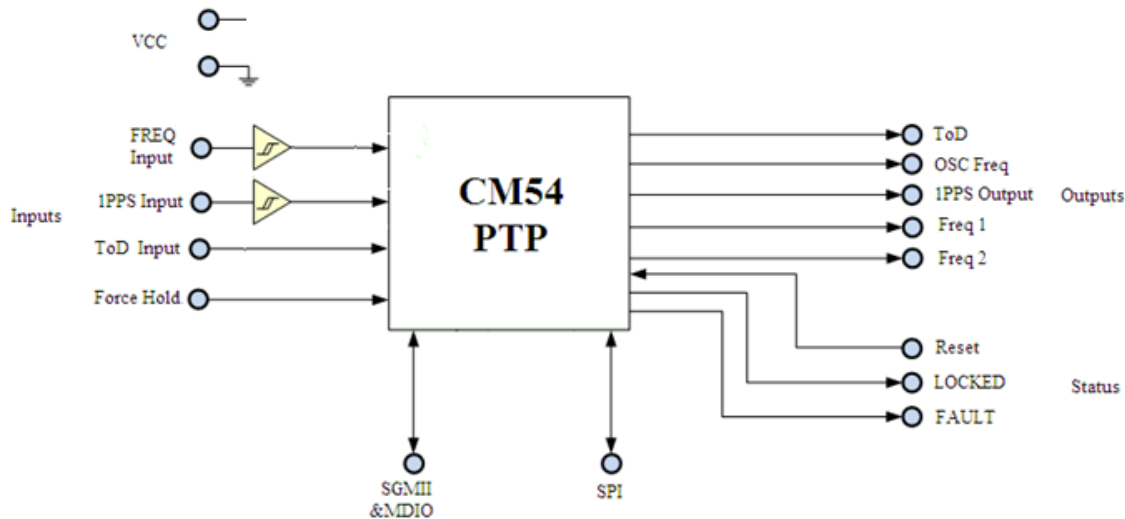 VCC
FREQ
Input
1PPS Input
Inputs
ToD Input
Force Hold.
CM54
PTP
ToD
OSC Freq
1PPS Output
Outputs
Freq 1
Freq 2
Reset
LOCKED
Status
FAULT
SGMII
&MDIO
SPI